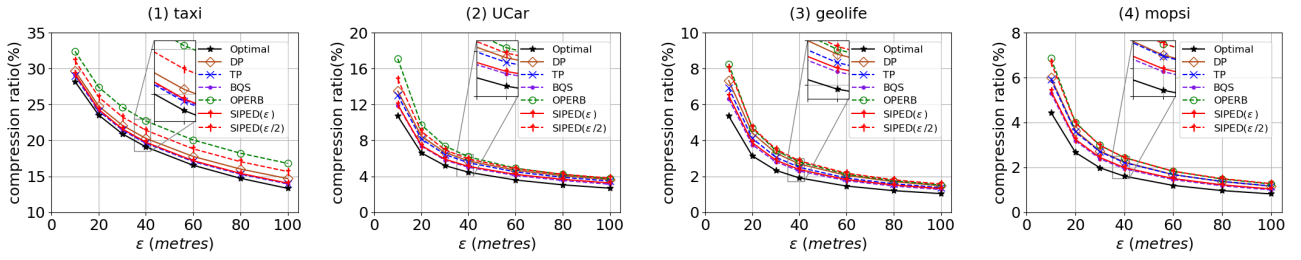 (1) taxi
compression ratio(%)
35
30
25
20
15
10
0 20 40 60 80 100
ε (metres)
Optimal
DP
TP
BQS
OPERB
SIPED(ε)
SIPED(ε/2)
(2) UCar
compression ratio(%)
20
16
12
8
4
0
0 20 40 60 80 100
ε (metres)
Optimal
DP
TP
BQS
OPERB
SIPED(ε)
SIPED(ε/2)
(3) geolife
compression ratio(%)
10
8
6
4
2
0
0 20 40 60 80 100
ε (metres)
Optimal
DP
TP
BQS
OPERB
SIPED(ε)
SIPED(ε/2)
(4) mopsi
compression ratio(%)
8
6
4
2
0
0 20 40 60 80 100
ε (metres)
Optimal
DP
TP
BQS
OPERB
SIPED(ε)
SIPED(ε/2)